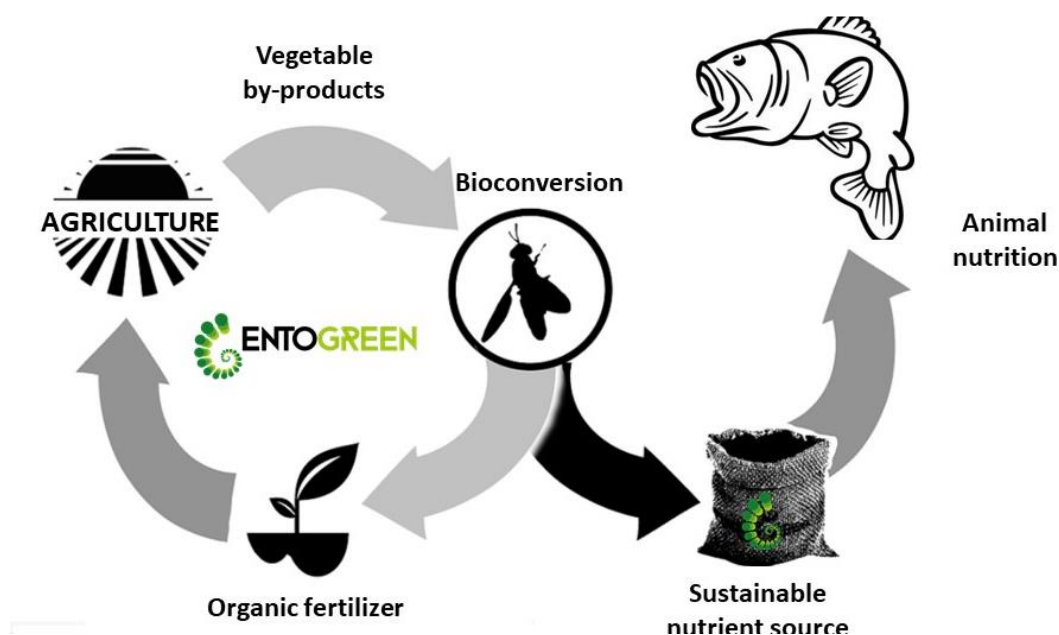 Vegetable
by-products
Bioconversion
AGRICULTURE
Animal
nutrition
ENTOGREEN
Organic fertilizer
Sustainable
nutrient source